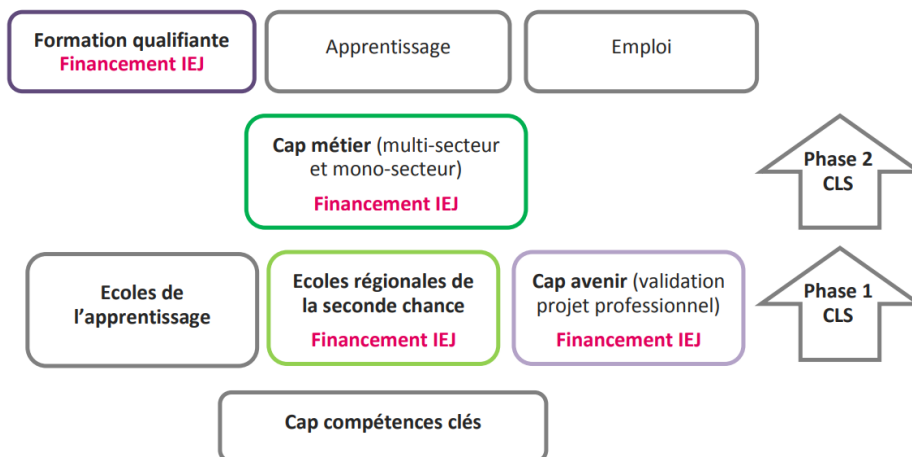 Formation qualifiante
Financement IEJ
Apprentissage
Emploi
Cap métier (multi-secteur
et mono-secteur)
Financement IEJ
Phase 2
CLS
Ecoles de
l’apprentissage
Ecoles régionales de
la seconde chance
Financement IEJ
Cap avenir (validation
projet professionnel)
Financement IEJ
Phase 1
CLS
Cap compétences clés